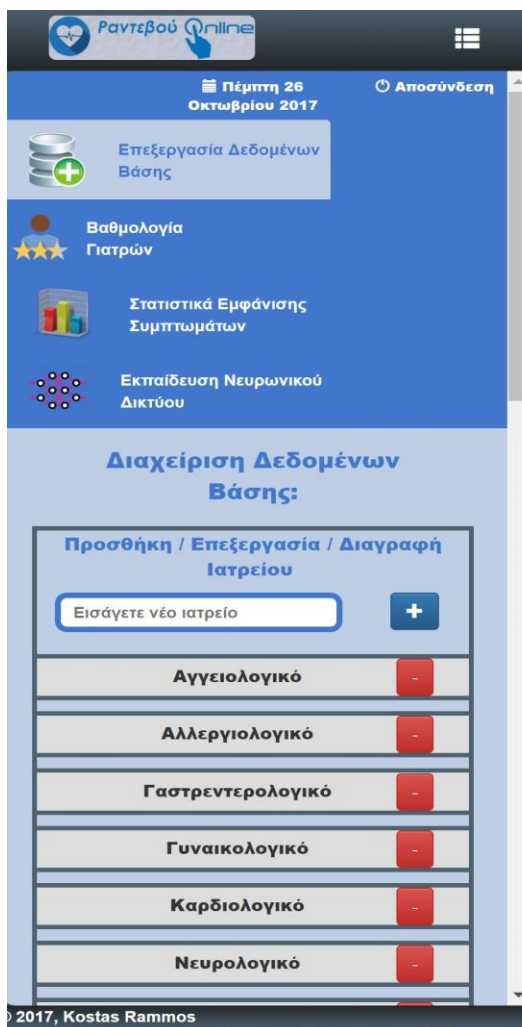 Ραντεβού Online
Πέμπτη 26
Οκτωβρίου 2017
Αποσύνδεση
Επεξεργασία Δεδομένων
Βάσης
Βαθμολογία
Γιατρών
Στατιστικά Εμφάνισης
Συμπτωμάτων
Εκπαίδευση Νευρωνικού
Δικτύου
Διαχείριση Δεδομένων
Βάσης:
Προσθήκη / Επεξεργασία / Διαγραφή
Ιατρείου
Εισάγετε νέο ιατρείο
+
Αγγειολογικό -
Αλλεργιολογικό -
Γαστρεντερολογικό -
Γυναικολογικό -
Καρδιολογικό -
Νευρολογικό -
© 2017, Kostas Rammos